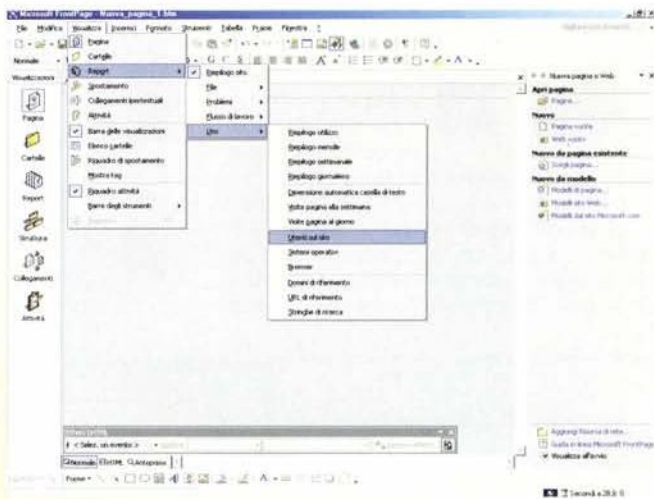 Microsoft FrontPage - Nuova_pagina_1.htm
File Modifica Visualizza Inserisci Formato Strumenti Tabella Frame Finestra ?
Normale
Visualizzazioni
Pagina
Cartelle
Report
Struttura
Collegamenti
Attività
Pagina
Cartelle
Report
Spostamento
Collegamenti ipertestuali
Attività
Barra delle visualizzazioni
Elenco cartelle
Riquadro di spostamento
Mostra tag
Riquadro attività
Barre degli strumenti
Riepilogo sito
File
Problemi
Flusso di lavoro
Uso
Riepilogo utilizzo
Riepilogo mensile
Riepilogo settimanale
Riepilogo giornaliero
Dimensione automatica casella di testo
Visite pagina alla settimana
Visite pagina al giorno
Utenti sul sito
Sistemi operativi
Browser
Domini di riferimento
URL di riferimento
Stringhe di ricerca
Nuova pagina o Web
Apri pagina
Pagine...
Nuovo
Pagina vuota
Web vuoto
Nuovo da pagina esistente
Scegli pagina...
Nuovo da modello
Modelli di pagina...
Modelli sito Web...
Modelli dal sito Microsoft.com
< Selez. un evento >
Normale HTML Anteprima
Aggiungi Risorsa di rete...
Guida in linea Microsoft FrontPage
Visualizza all'avvio
Forme
Secondi a 28.8